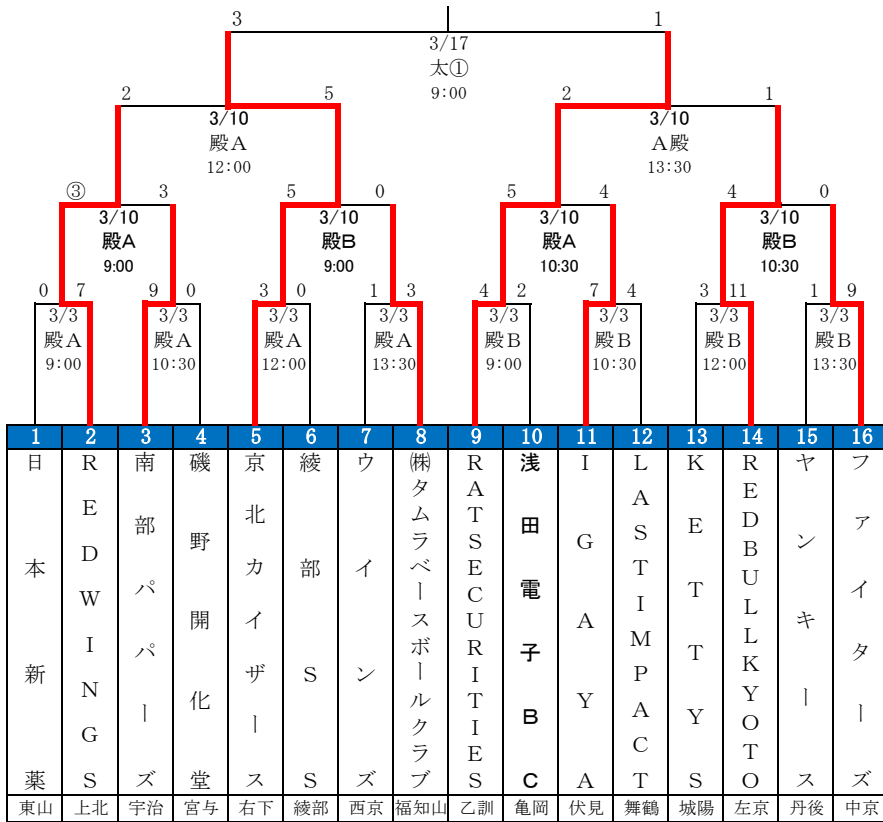 3 1
3/17
太①
9:00
2 5 2 1
3/10 3/10
殿A A殿
12:00 13:30
③ 3 5 0 5 4 4 0
3/10 3/10 3/10 3/10
殿A 殿B 殿A 殿B
9:00 9:00 10:30 10:30
0 7 9 0 3 0 1 3 4 2 7 4 3 11 1 9
3/3 3/3 3/3 3/3 3/3 3/3 3/3 3/3
殿A 殿A 殿A 殿A 殿B 殿B 殿B 殿B
9:00 10:30 12:00 13:30 9:00 10:30 12:00 13:30
1 2 3 4 5 6 7 8 9 10 11 12 13 14 15 16
日本新薬
REDWINGS
南部パパーズ
磯野開化堂
京北カイザース
綾部SS
ウインズ
㈱タムラベースボールクラブ
RATSECURITIES
浅田電子BC
IGAYA
LASTIMPACT
KETTYS
REDBULLKYOTO
ヤンキース
ファイターズ
東山 上北 宇治 宮与 右下 綾部 西京 福知山 乙訓 亀岡 伏見 舞鶴 城陽 左京 丹後 中京